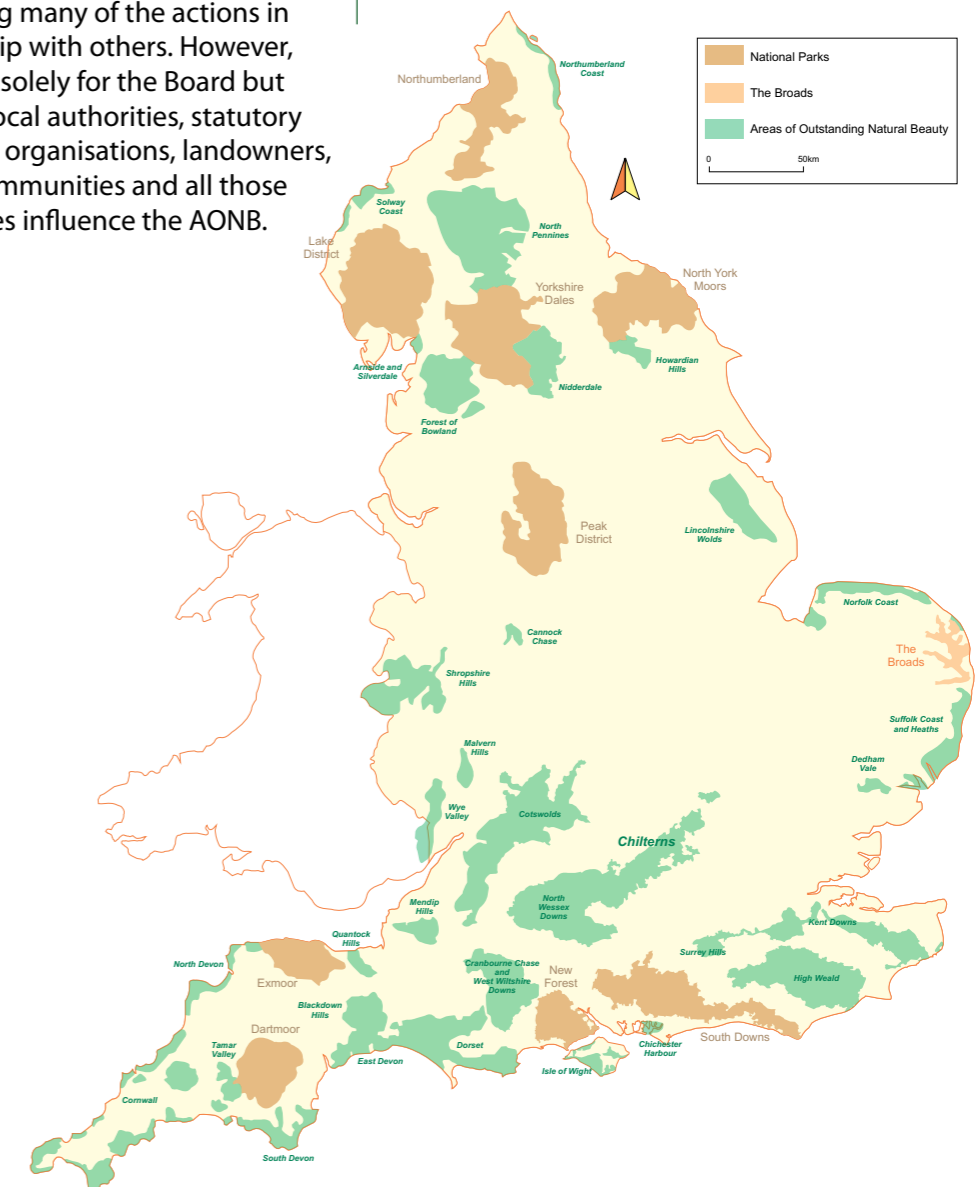 g many of the actions in
ip with others. However,
solely for the Board but
ocal authorities, statutory
organisations, landowners,
mmunities and all those
es influence the AONB.
National Parks
The Broads
Areas of Outstanding Natural Beauty
0 50km
Northumberland
Northumberland
Coast
Solway
Coast
North
Pennines
Lake
District
Yorkshire
Dales
North York
Moors
Arnside and
Silverdale
Howardian
Hills
Nidderdale
Forest of
Bowland
Peak
District
Lincolnshire
Wolds
Norfolk Coast
Cannock
Chase
The
Broads
Shropshire
Hills
Suffolk Coast
and Heaths
Malvern
Hills
Dedham
Vale
Wye
Valley
Cotswolds
Chilterns
Mendip
Hills
North
Wessex
Downs
Kent Downs
Quantock
Hills
Surrey Hills
North Devon
Cranbourne Chase
and
West Wiltshire
Downs
New
Forest
High Weald
Exmoor
Blackdown
Hills
Dartmoor
Tamar
Valley
Dorset
East Devon
Chichester
Harbour
South Downs
Isle of Wight
Cornwall
South Devon